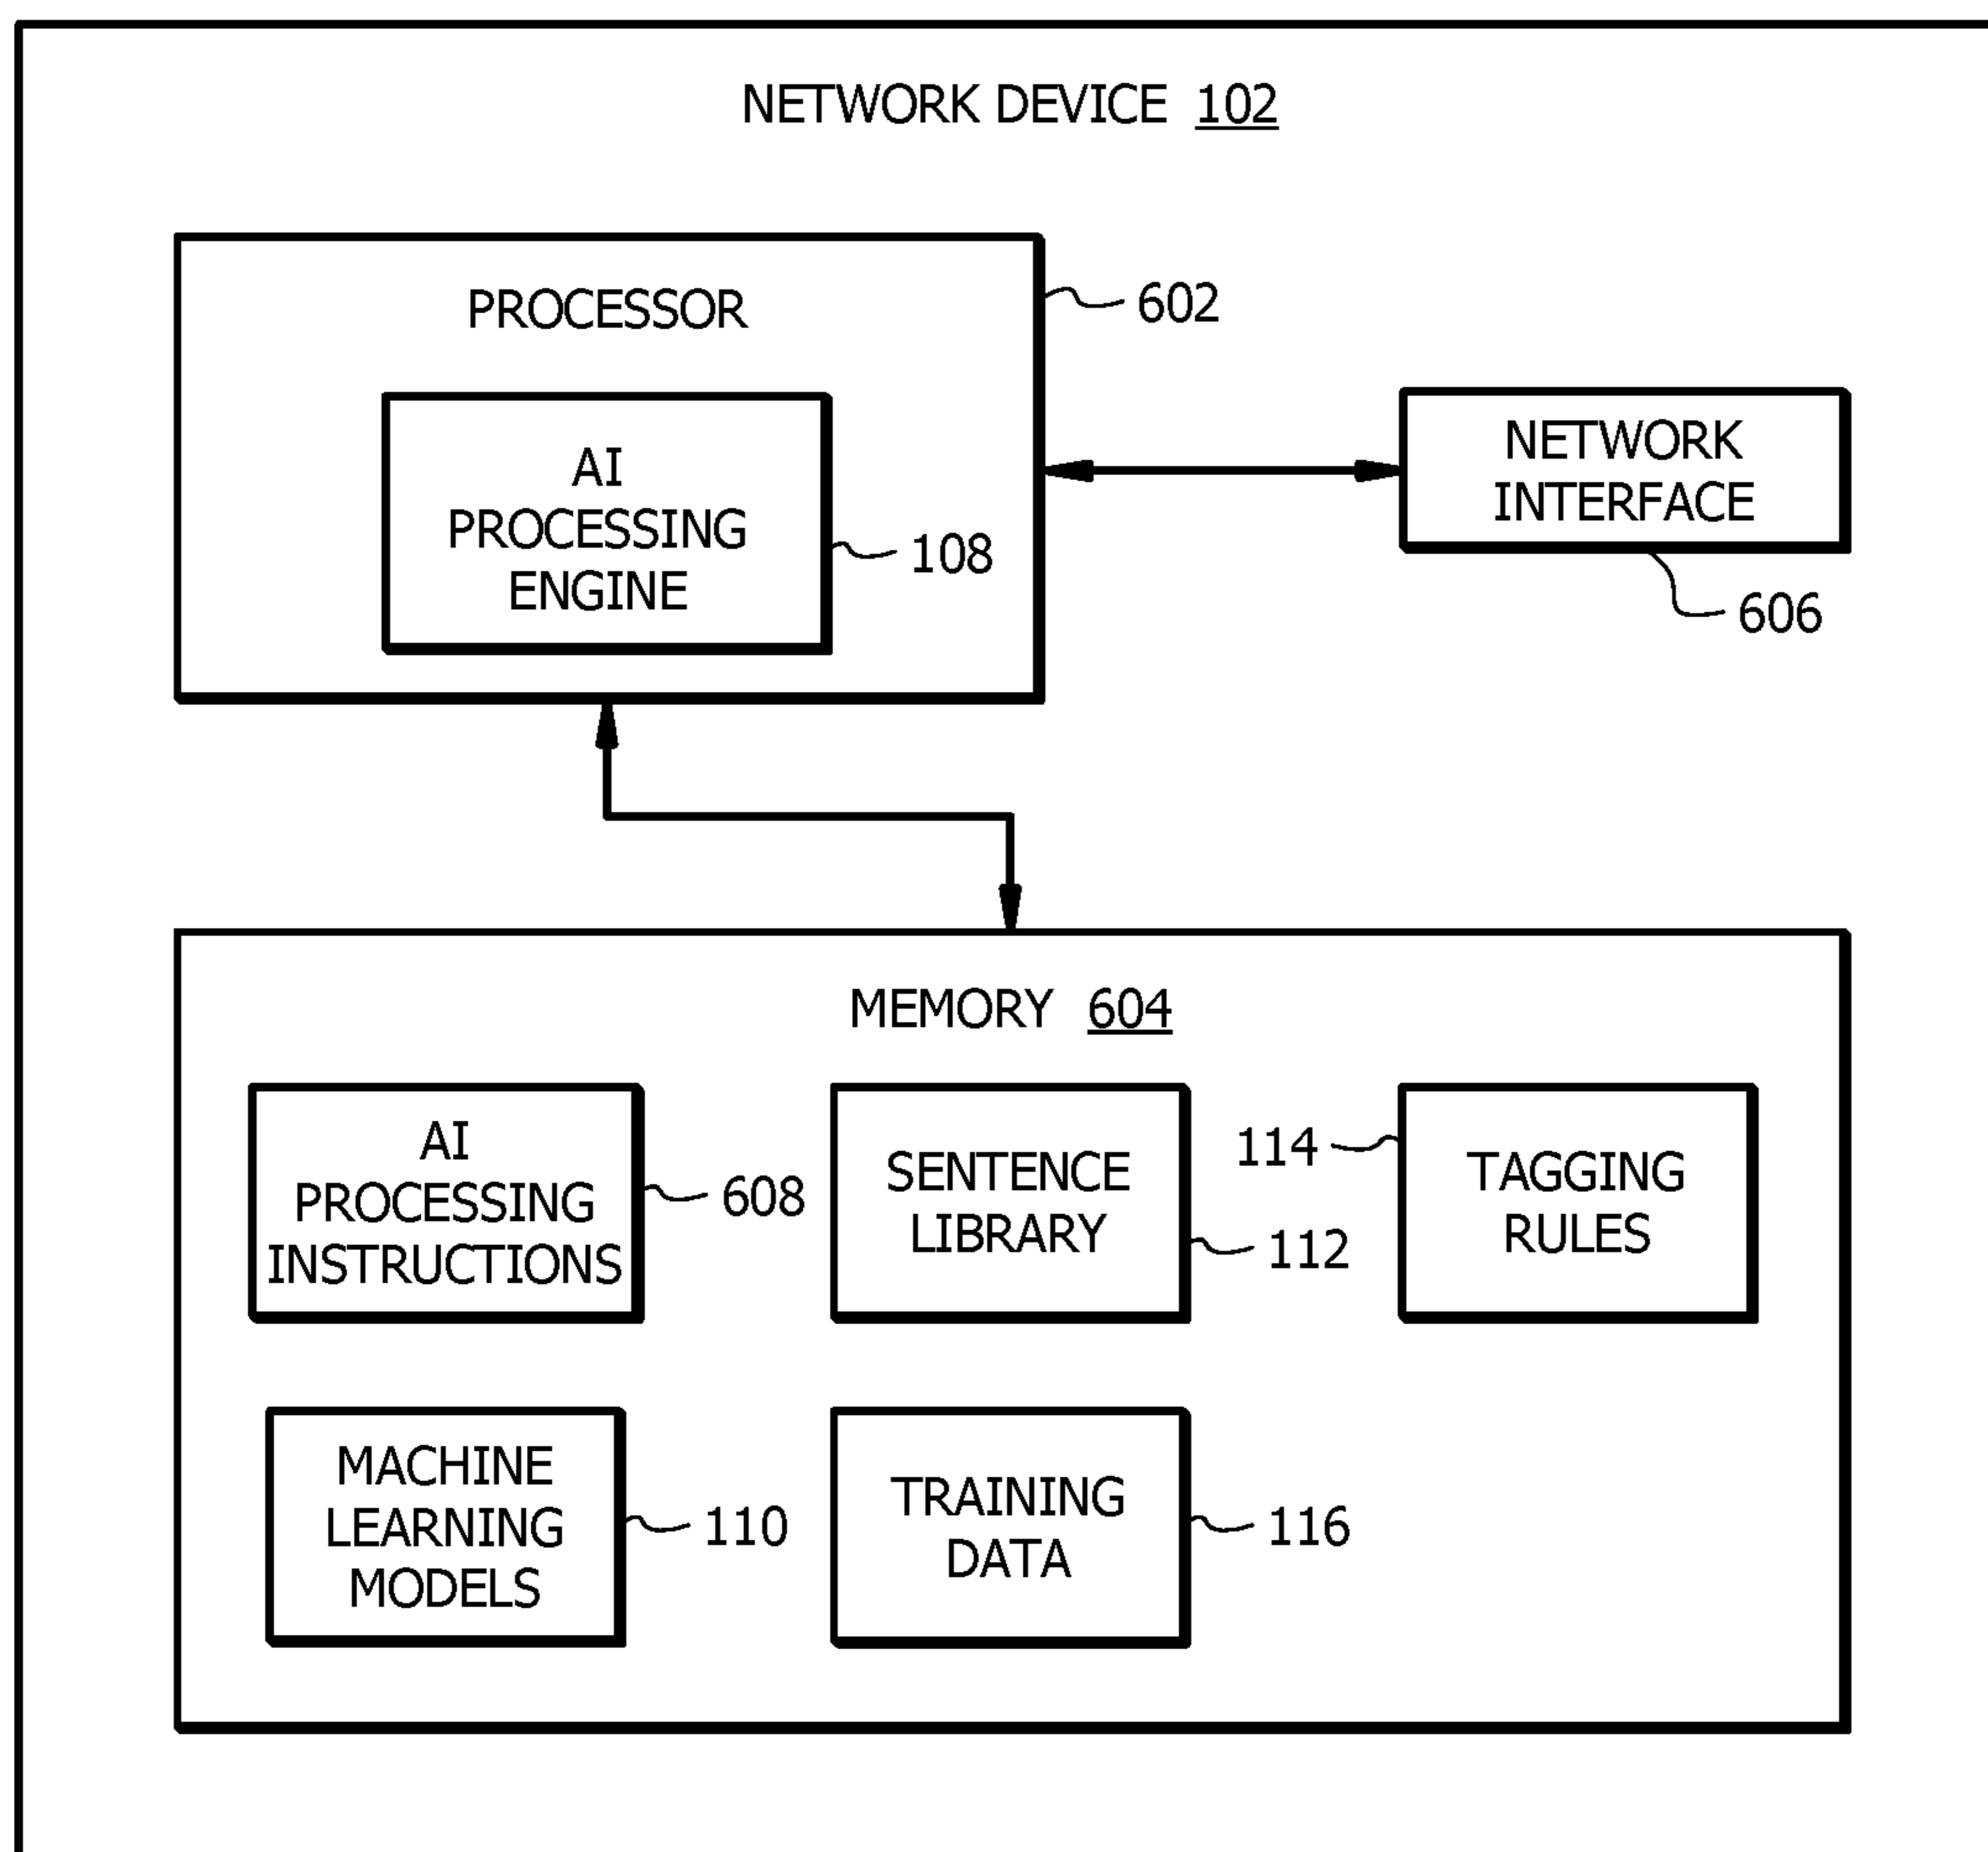 NETWORK DEVICE 102
PROCESSOR
602
AI
PROCESSING
ENGINE
108
NETWORK
INTERFACE
606
MEMORY 604
AI
PROCESSING
INSTRUCTIONS
608
SENTENCE
LIBRARY
112
114
TAGGING
RULES
MACHINE
LEARNING
MODELS
110
TRAINING
DATA
116